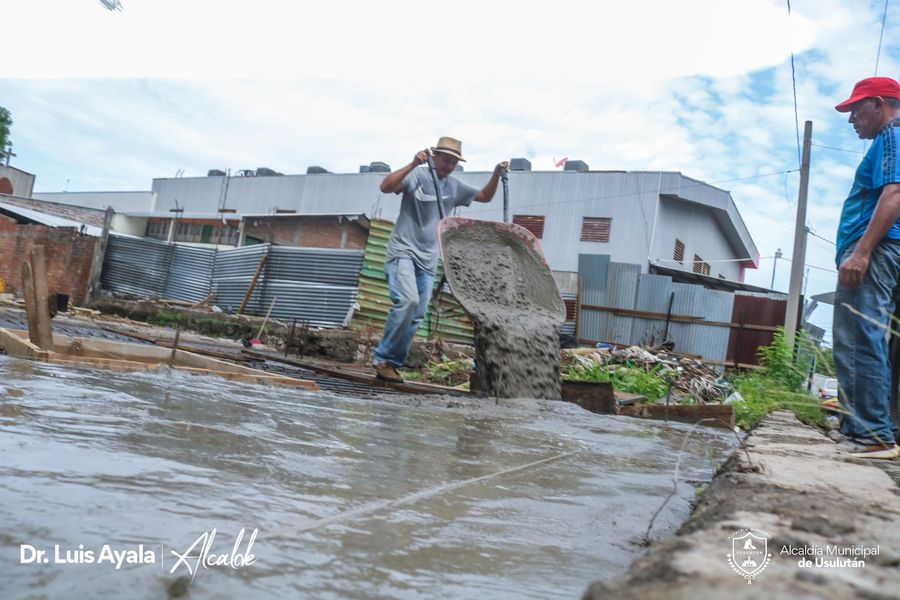 Dr. Luis Ayala | Alcalde
Alcaldía Municipal
de Usulután